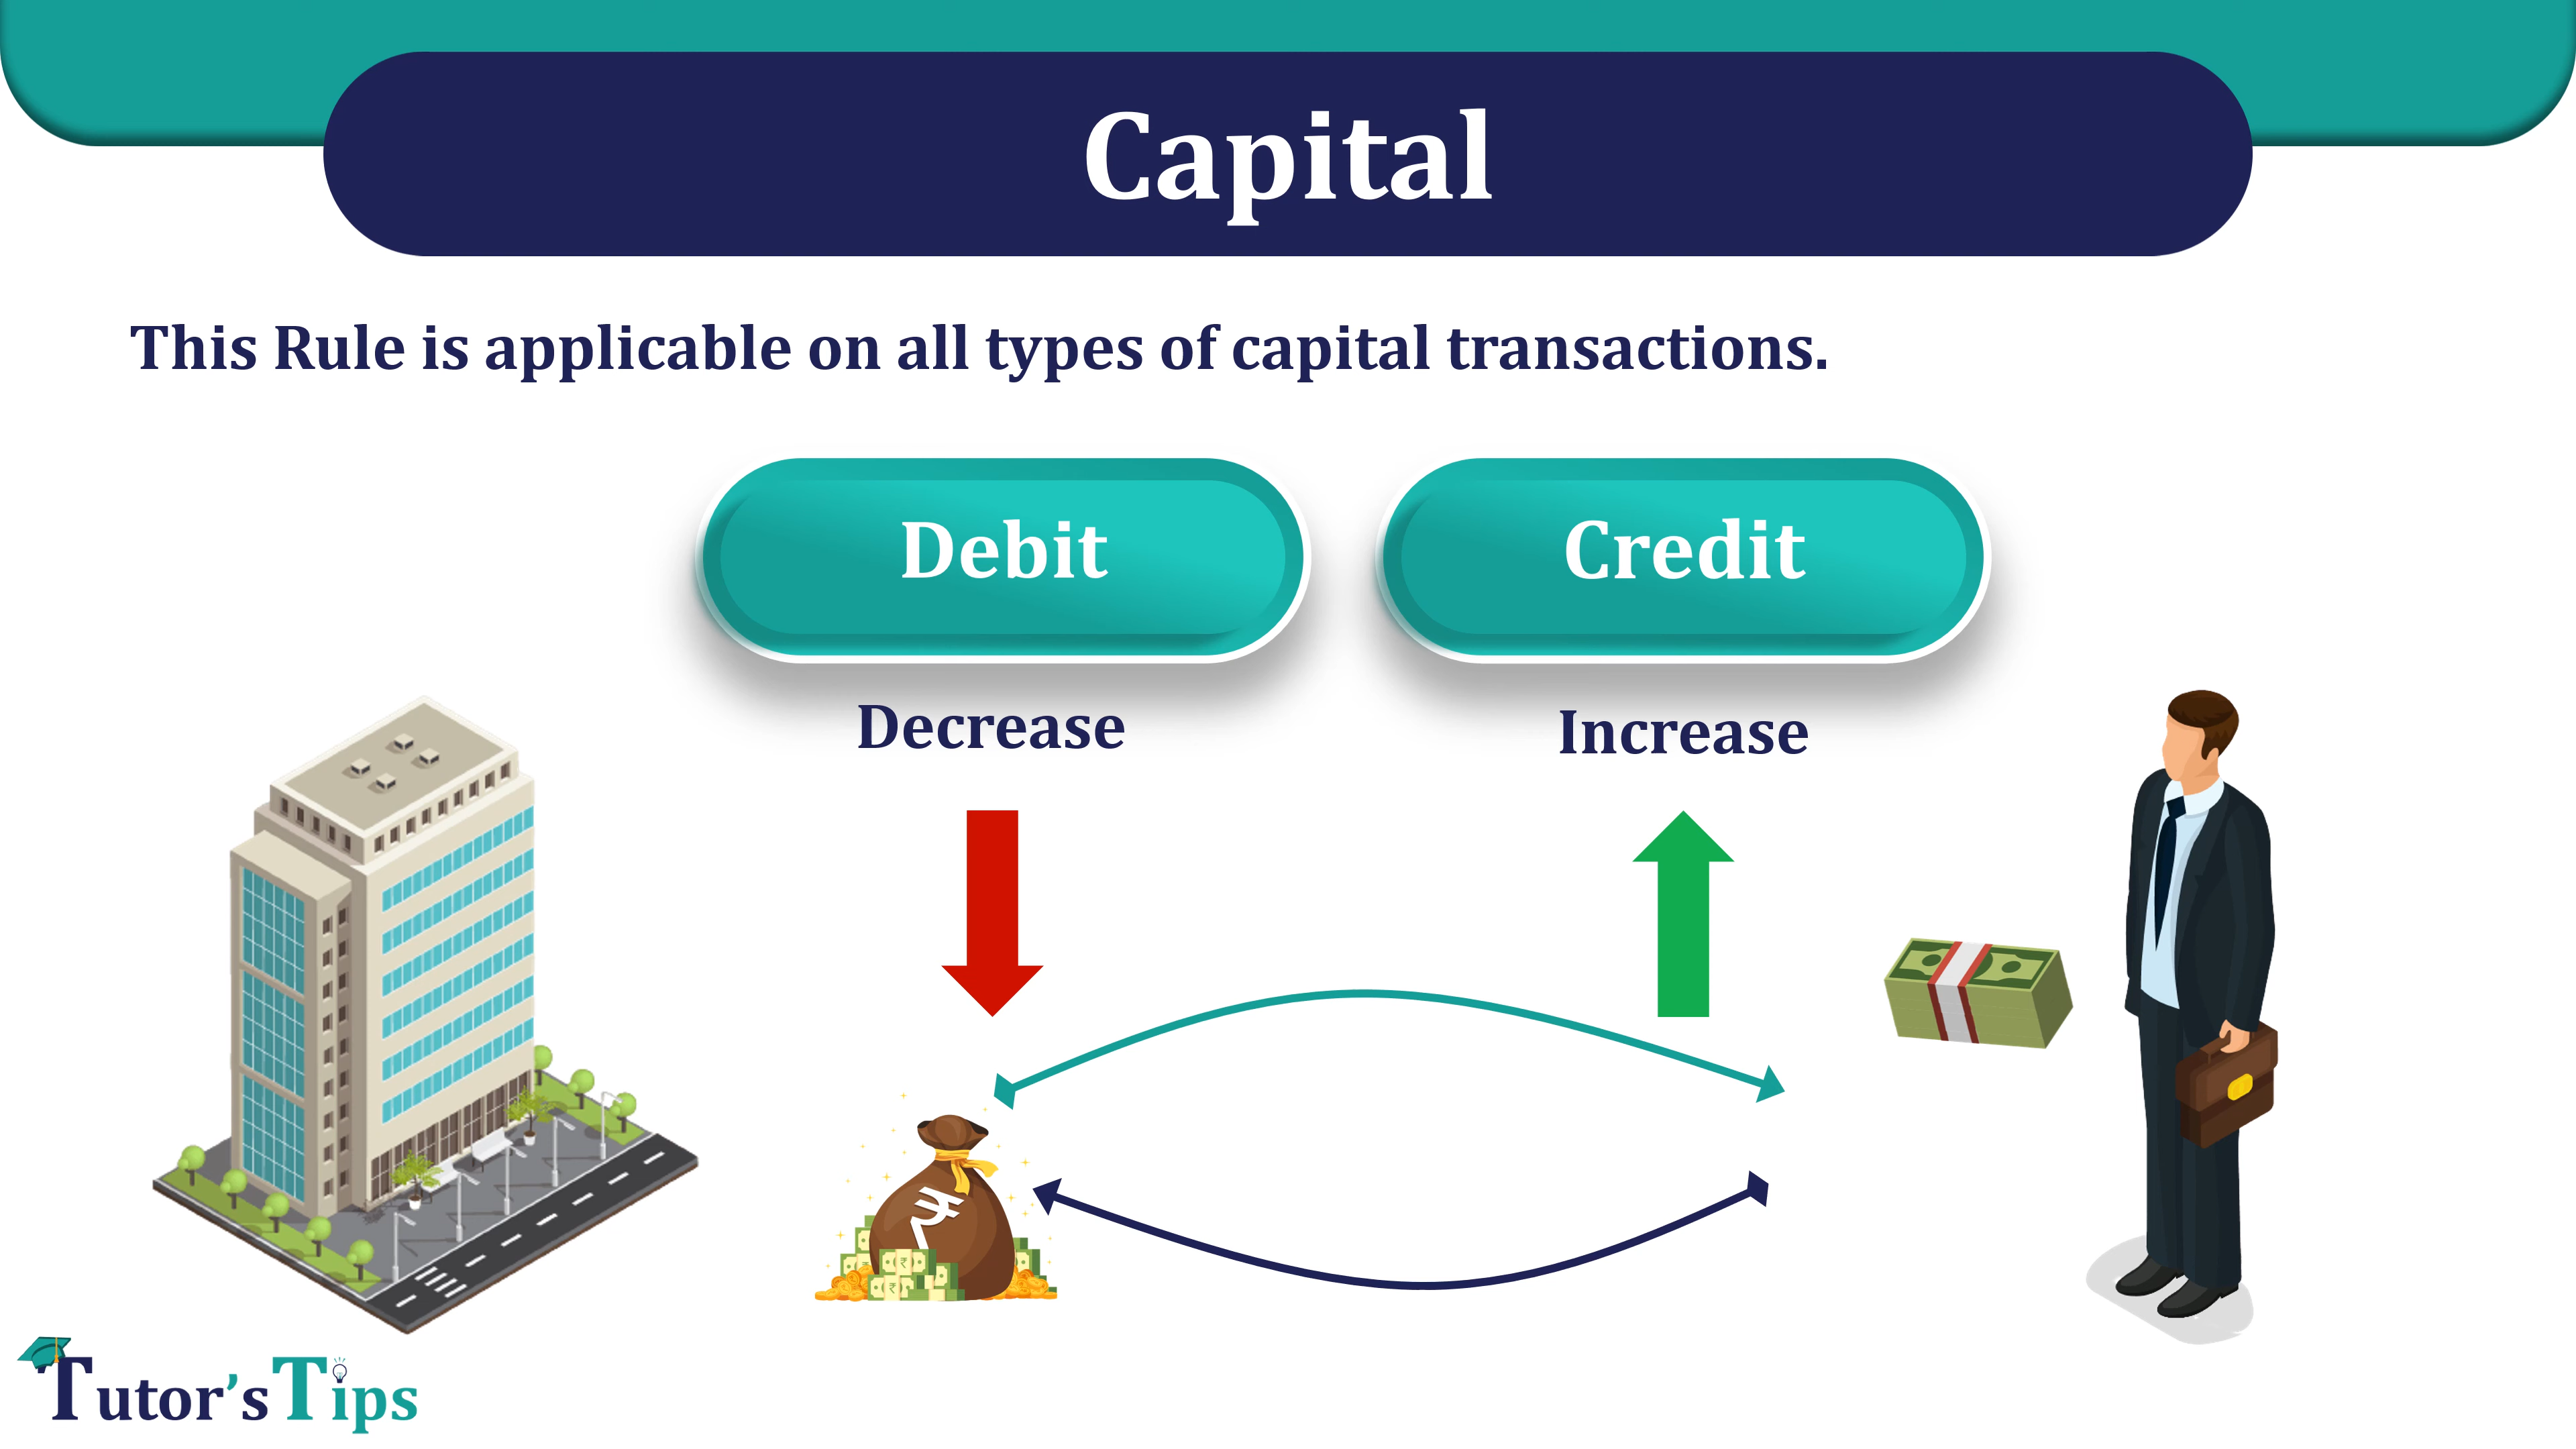 Capital
This Rule is applicable on all types of capital transactions.
Debit
Credit
Decrease
Increase
₹
Tutor's Tips